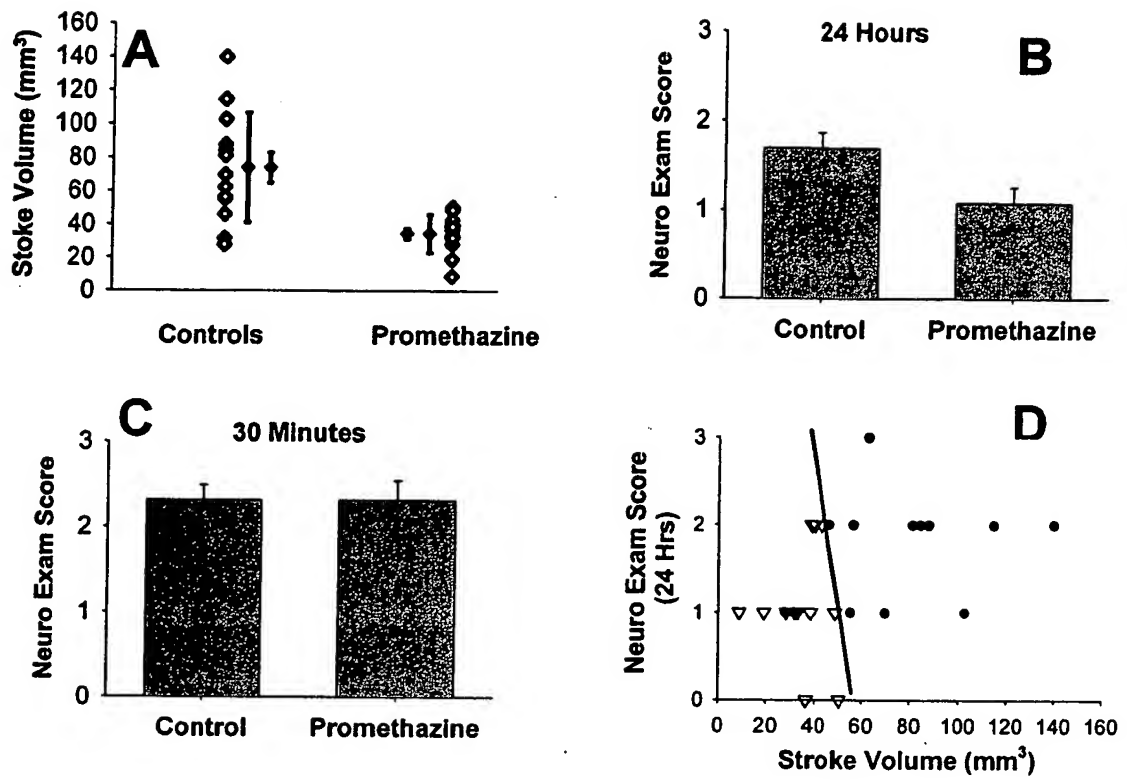 A
Stoke Volume (mm³)
160
140
120
100
80
60
40
20
0
Controls
Promethazine
B
24 Hours
Neuro Exam Score
3
2
1
0
Control
Promethazine
C
30 Minutes
Neuro Exam Score
3
2
1
0
Control
Promethazine
D
Neuro Exam Score
(24 Hrs)
3
2
1
0
0 20 40 60 80 100 120 140 160
Stroke Volume (mm³)